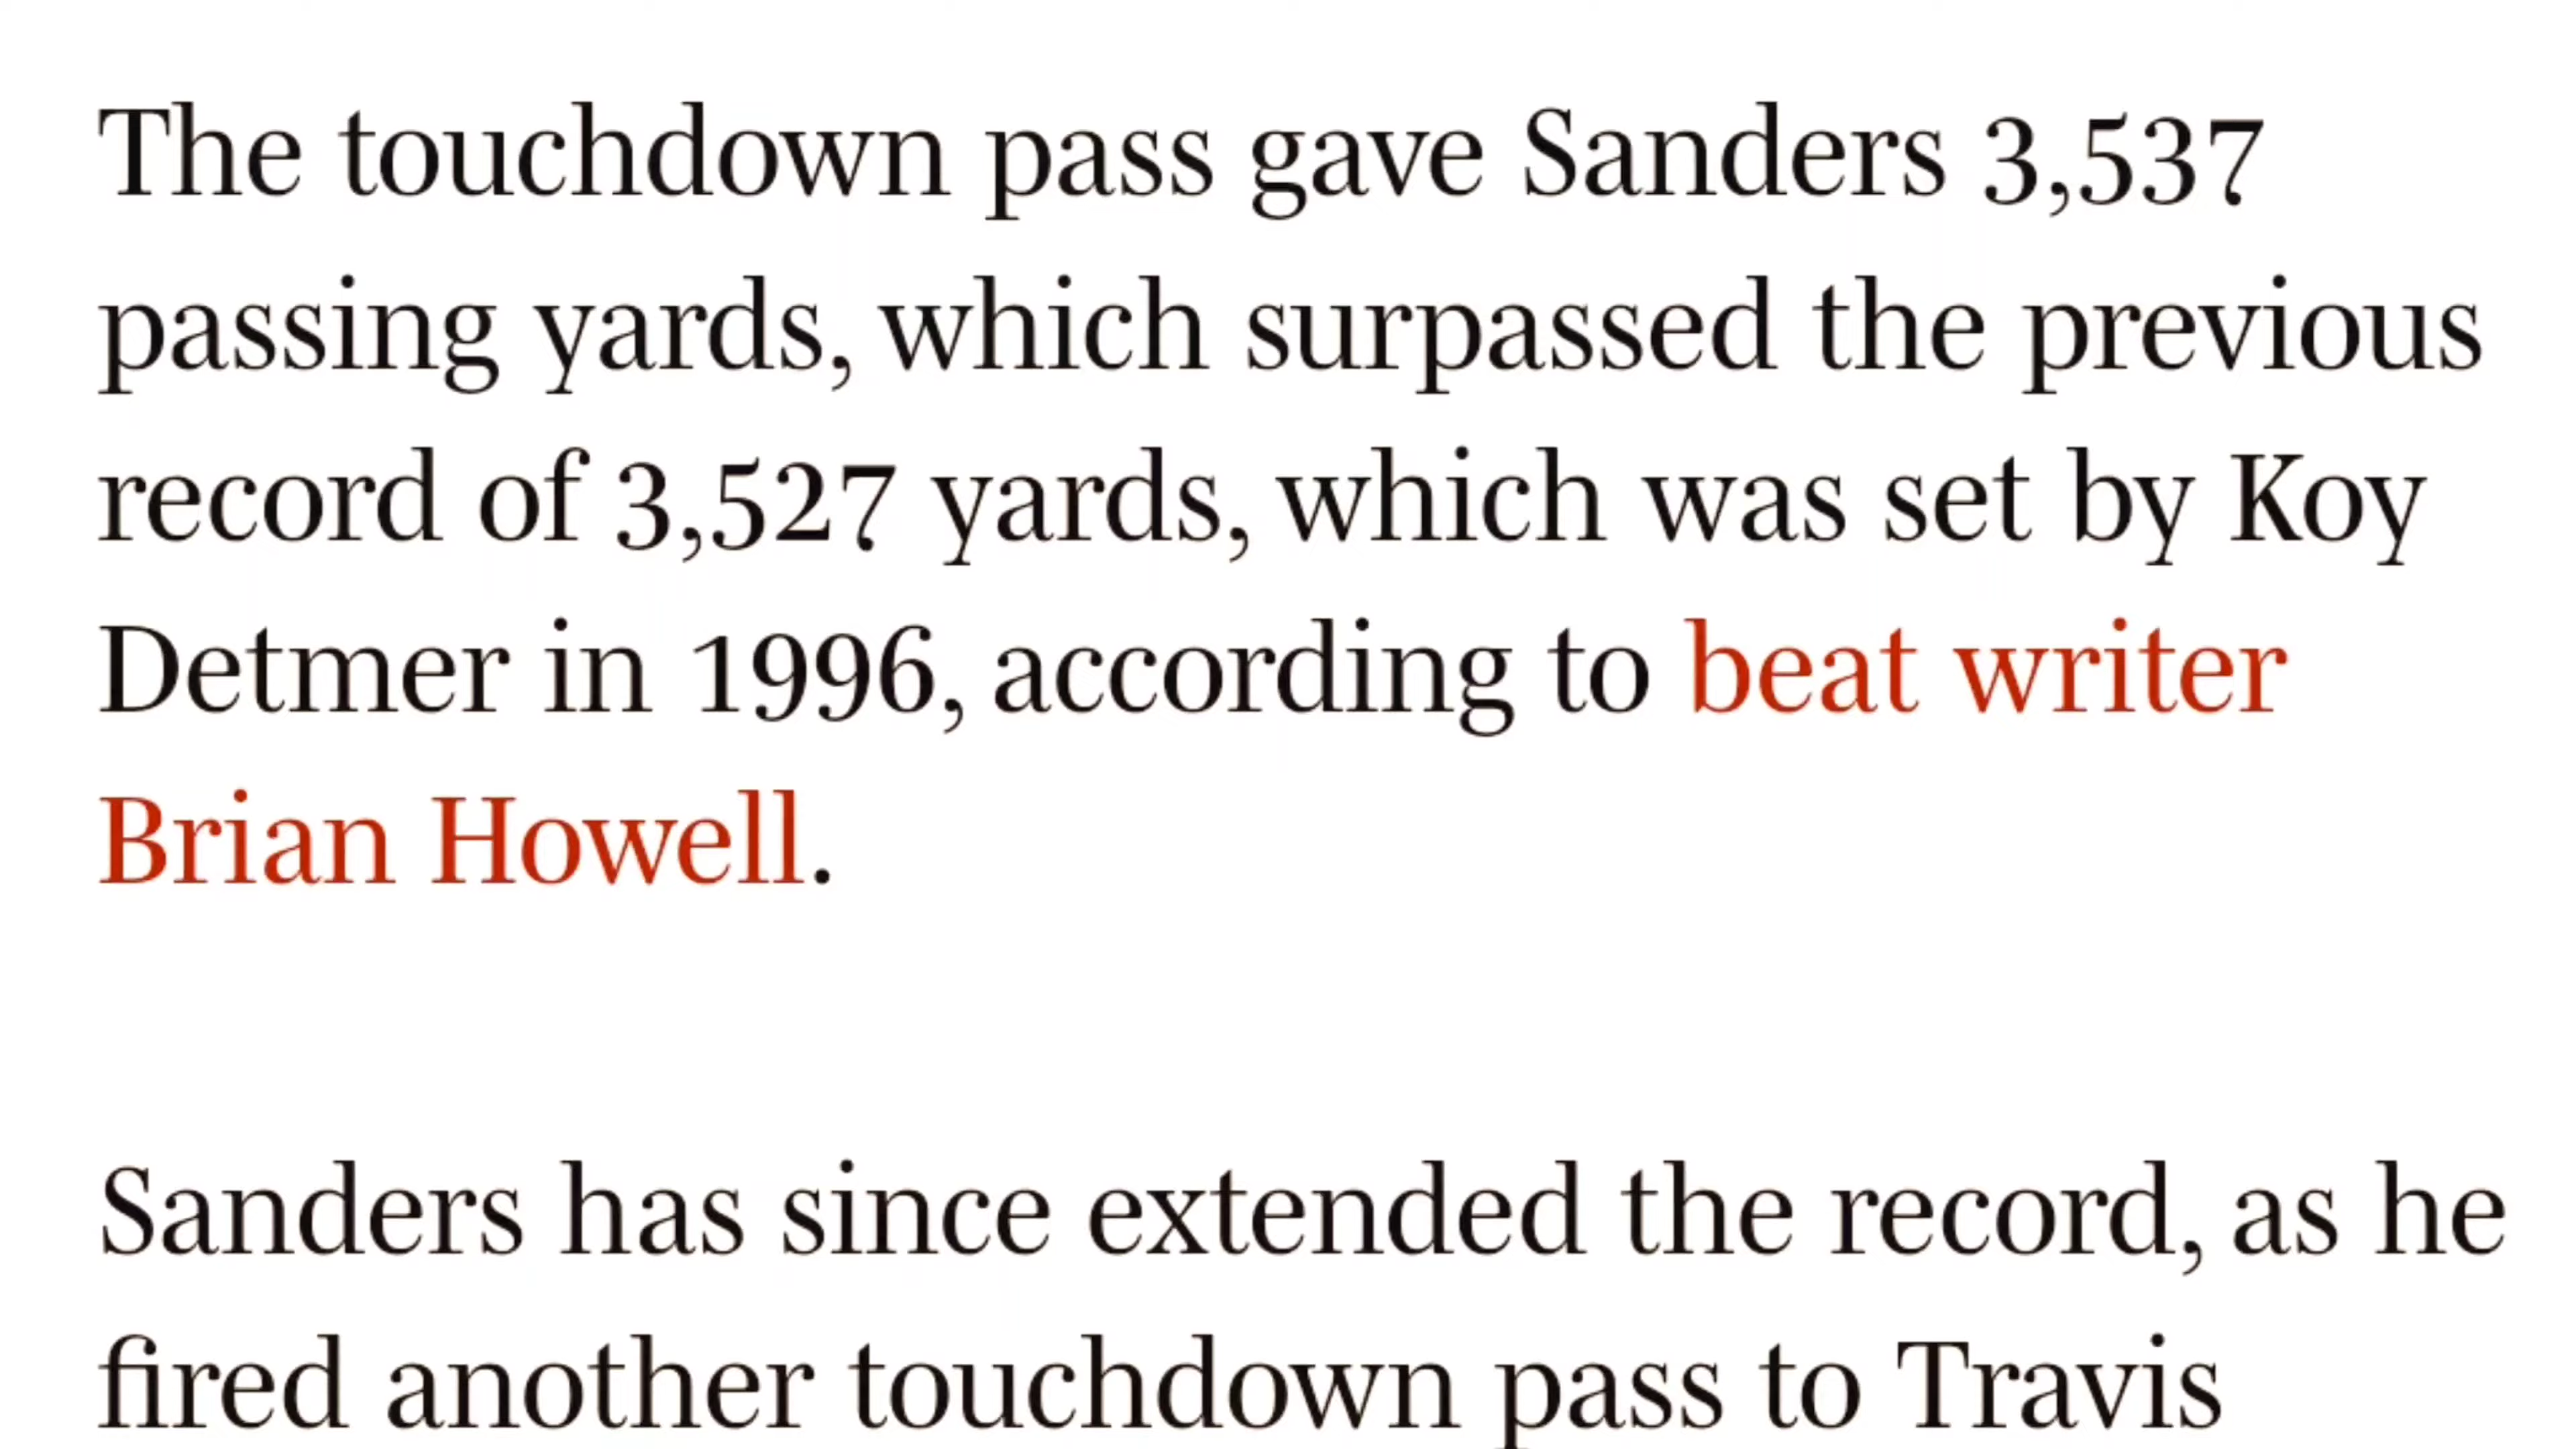 The touchdown pass gave Sanders 3,537
passing yards, which surpassed the previous
record of 3,527 yards, which was set by Koy
Detmer in 1996, according to beat writer
Brian Howell.
Sanders has since extended the record, as he
fired another touchdown pass to Travis